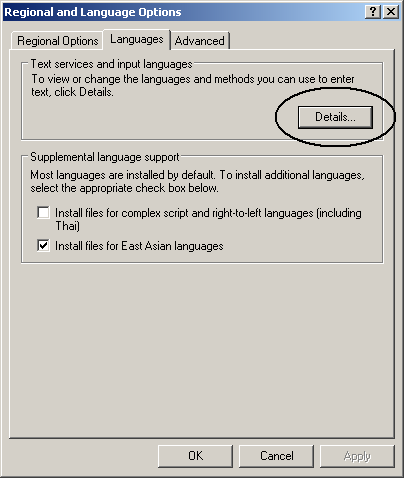 Regional and Language Options
Regional Options Languages Advanced
Text services and input languages
To view or change the languages and methods you can use to enter
text, click Details.
Details...
Supplemental language support
Most languages are installed by default. To install additional languages,
select the appropriate check box below.
Install files for complex script and right-to-left languages (including
Thai)
Install files for East Asian languages
OK Cancel Apply